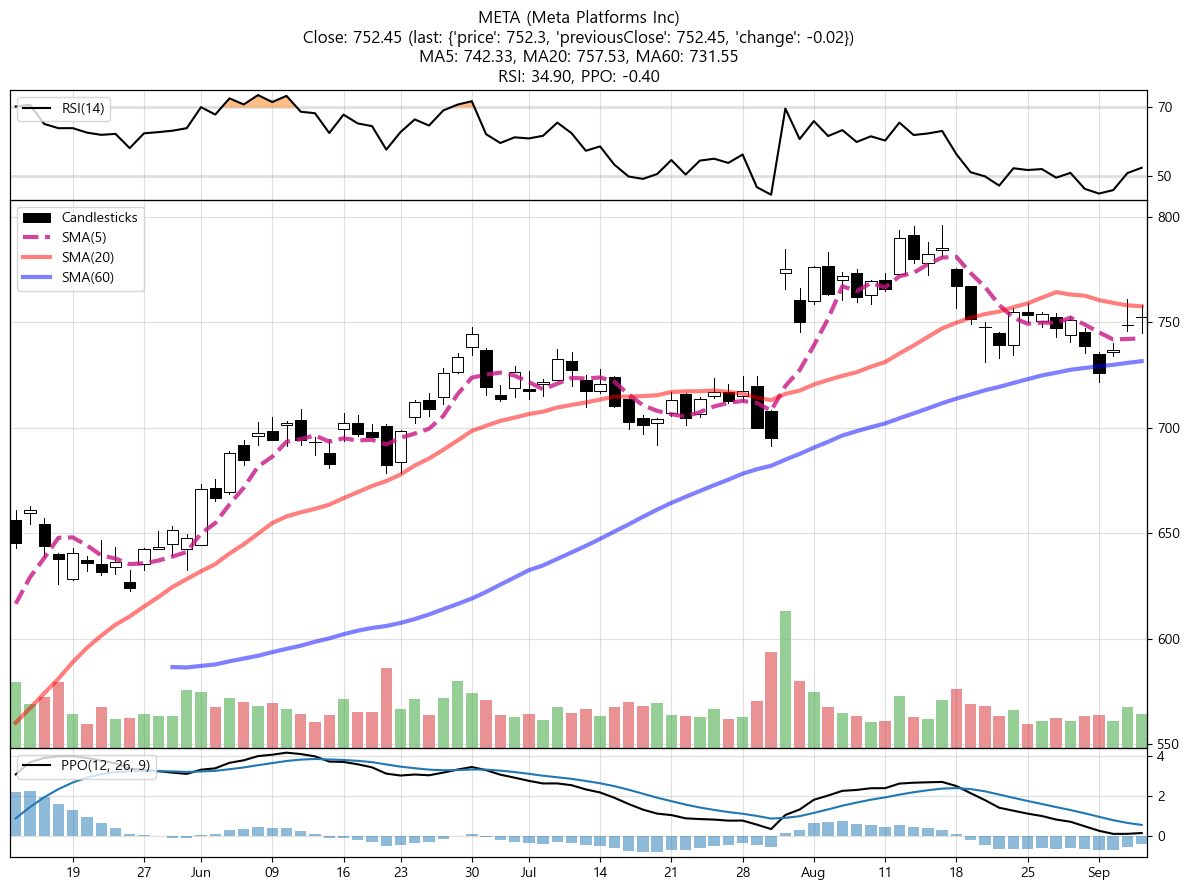 META (Meta Platforms Inc)
Close: 752.45 (last: {'price': 752.3, 'previousClose': 752.45, 'change': -0.02})
MA5: 742.33, MA20: 757.53, MA60: 731.55
RSI: 34.90, PPO: -0.40
RSI(14)
70
50
Candlesticks
SMA(5)
SMA(20)
SMA(60)
800
750
700
650
600
550
PPO(12, 26, 9)
4
2
0
19 27 Jun 09 16 23 30 Jul 14 21 28 Aug 11 18 25 Sep